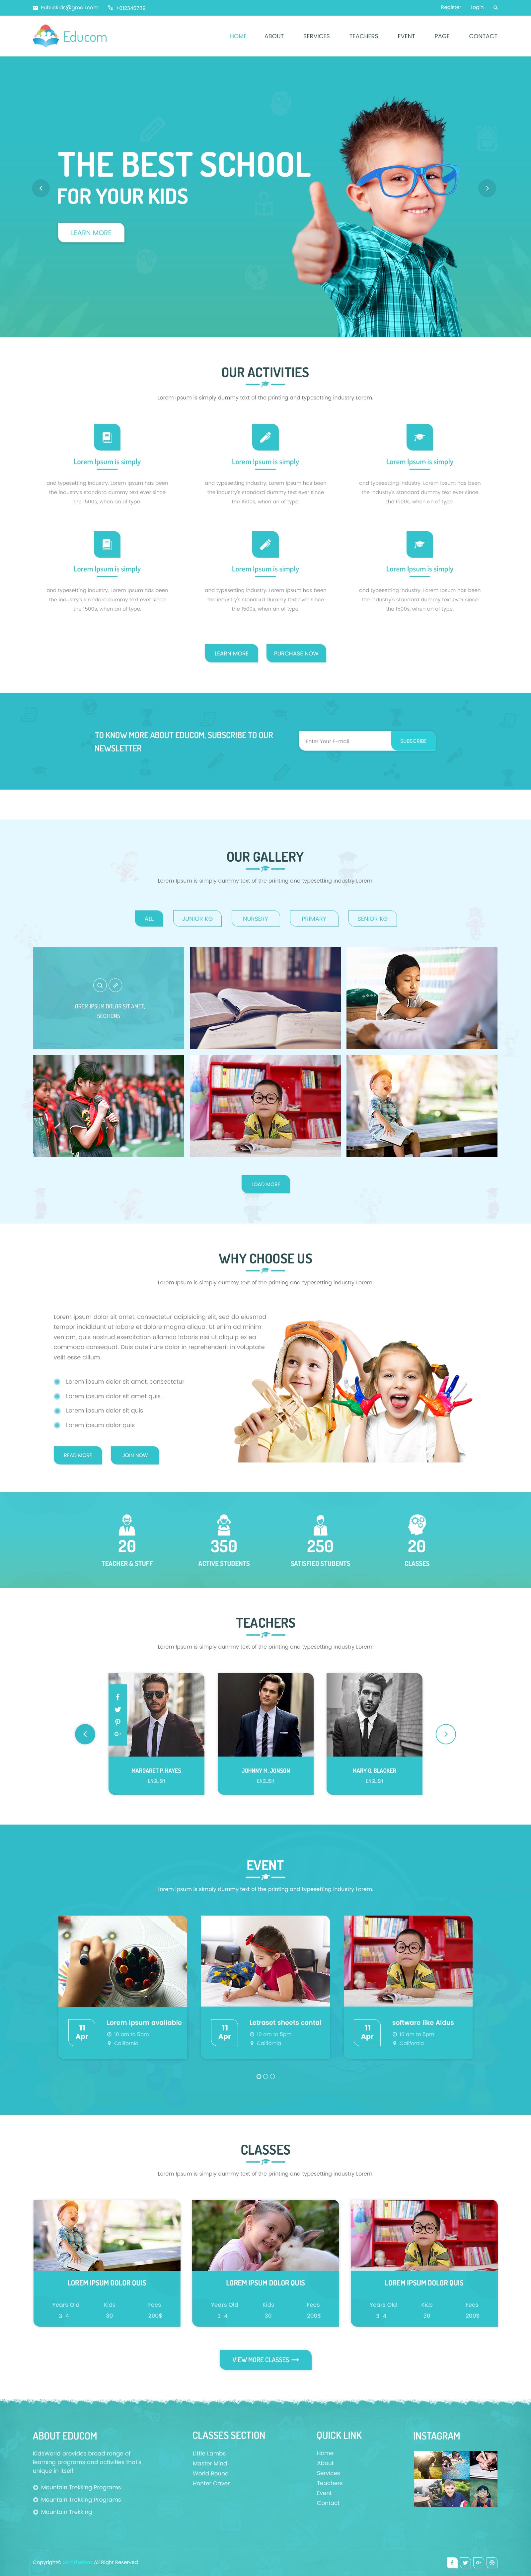 Publickids@gmail.com +012346789 Register Login
Educom HOME ABOUT SERVICES TEACHERS EVENT PAGE CONTACT
THE BEST SCHOOL
FOR YOUR KIDS
LEARN MORE
OUR ACTIVITIES
Lorem Ipsum is simply dummy text of the printing and typesetting industry Lorem.
Lorem Ipsum is simply
and typesetting industry. Lorem Ipsum has been
the industry's standard dummy text ever since
the 1500s, when an of type.
Lorem Ipsum is simply
and typesetting industry. Lorem Ipsum has been
the industry's standard dummy text ever since
the 1500s, when an of type.
Lorem Ipsum is simply
and typesetting industry. Lorem Ipsum has been
the industry's standard dummy text ever since
the 1500s, when an of type.
Lorem Ipsum is simply
and typesetting industry. Lorem Ipsum has been
the industry's standard dummy text ever since
the 1500s, when an of type.
Lorem Ipsum is simply
and typesetting industry. Lorem Ipsum has been
the industry's standard dummy text ever since
the 1500s, when an of type.
Lorem Ipsum is simply
and typesetting industry. Lorem Ipsum has been
the industry's standard dummy text ever since
the 1500s, when an of type.
LEARN MORE PURCHASE NOW
TO KNOW MORE ABOUT EDUCOM, SUBSCRIBE TO OUR
NEWSLETTER
Enter Your E-mail SUBSCRIBE
OUR GALLERY
Lorem Ipsum is simply dummy text of the printing and typesetting industry Lorem.
ALL JUNIOR KG NURSERY PRIMARY SENIOR KG
LOREM IPSUM DOLOR SIT AMET,
SECTIONS
LOAD MORE
WHY CHOOSE US
Lorem Ipsum is simply dummy text of the printing and typesetting industry Lorem.
Lorem ipsum dolor sit amet, consectetur adipisicing elit, sed do eiusmod
tempor incididunt ut labore et dolore magna aliqua. Ut enim ad minim
veniam, quis nostrud exercitation ullamco laboris nisi ut aliquip ex ea
commodo consequat. Duis aute irure dolor in reprehenderit in voluptate
velit esse cillum.
Lorem ipsum dolor sit amet, consectetur
Lorem ipsum dolor sit amet quis .
Lorem ipsum dolor sit quis
Lorem ipsum dolor quis
READ MORE JOIN NOW
20 350 250 20
TEACHER & STUFF ACTIVE STUDENTS SATISFIED STUDENTS CLASSES
TEACHERS
Lorem Ipsum is simply dummy text of the printing and typesetting industry Lorem.
MARGARET P. HAYES
ENGLISH
JOHNNY M. JONSON
ENGLISH
MARY G. BLACKER
ENGLISH
EVENT
Lorem Ipsum is simply dummy text of the printing and typesetting industry Lorem.
11
Apr
Lorem Ipsum available
10 am to 5pm
California
11
Apr
Letraset sheets contai
10 am to 5pm
California
11
Apr
software like Aldus
10 am to 5pm
California
CLASSES
Lorem Ipsum is simply dummy text of the printing and typesetting industry Lorem.
LOREM IPSUM DOLOR QUIS
Years Old Kids Fees
3-4 30 200$
LOREM IPSUM DOLOR QUIS
Years Old Kids Fees
3-4 30 200$
LOREM IPSUM DOLOR QUIS
Years Old Kids Fees
3-4 30 200$
VIEW MORE CLASSES
ABOUT EDUCOM
KidsWorld provides broad range of
learning programs and activities that's
unique in itself
Mountain Trekking Programs
Mountain Trekking Programs
Mountain Trekking
CLASSES SECTION
Little Lambs
Master Mind
World Round
Honter Caves
QUICK LINK
Home
About
Services
Teachers
Event
Contact
INSTAGRAM
Copyright© All Right Reserved